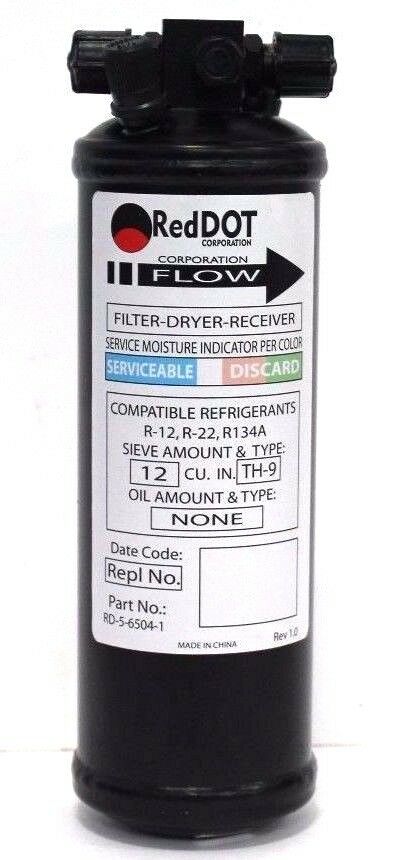 RedDOT
CORPORATION
CORPORATION
FLOW
FILTER-DRYER-RECEIVER
SERVICE MOISTURE INDICATOR PER COLOR
SERVICEABLE DISCARD
COMPATIBLE REFRIGERANTS
R-12, R-22, R134A
SIEVE AMOUNT & TYPE:
12 CU. IN. TH-9
OIL AMOUNT & TYPE:
NONE
Date Code:
Repl No.
Part No.:
RD-5-6504-1
Rev 1.0
MADE IN CHINA